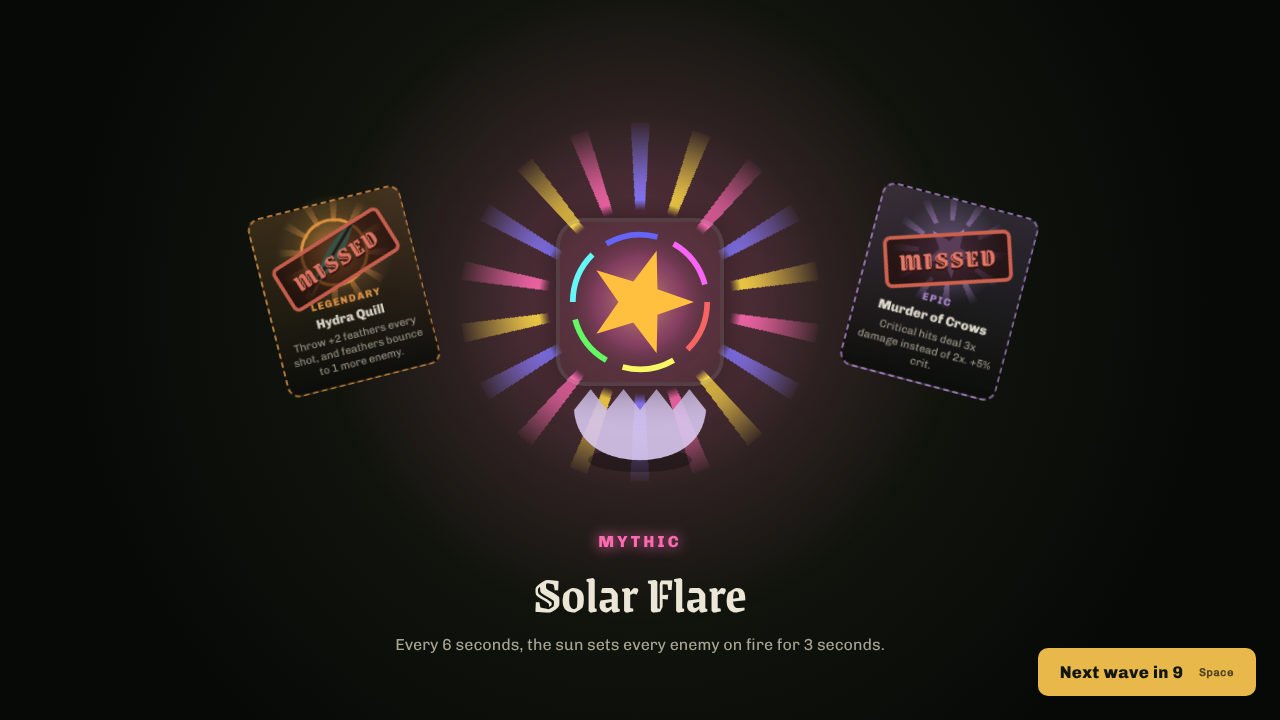 MISSED
LEGENDARY
Hydra Quill
Throw +2 feathers every
shot, and feathers bounce
to 1 more enemy.
MISSED
EPIC
Murder of Crows
Critical hits deal 3x
damage instead of 2x. +5%
crit.
MYTHIC
Solar Flare
Every 6 seconds, the sun sets every enemy on fire for 3 seconds.
Next wave in 9 Space